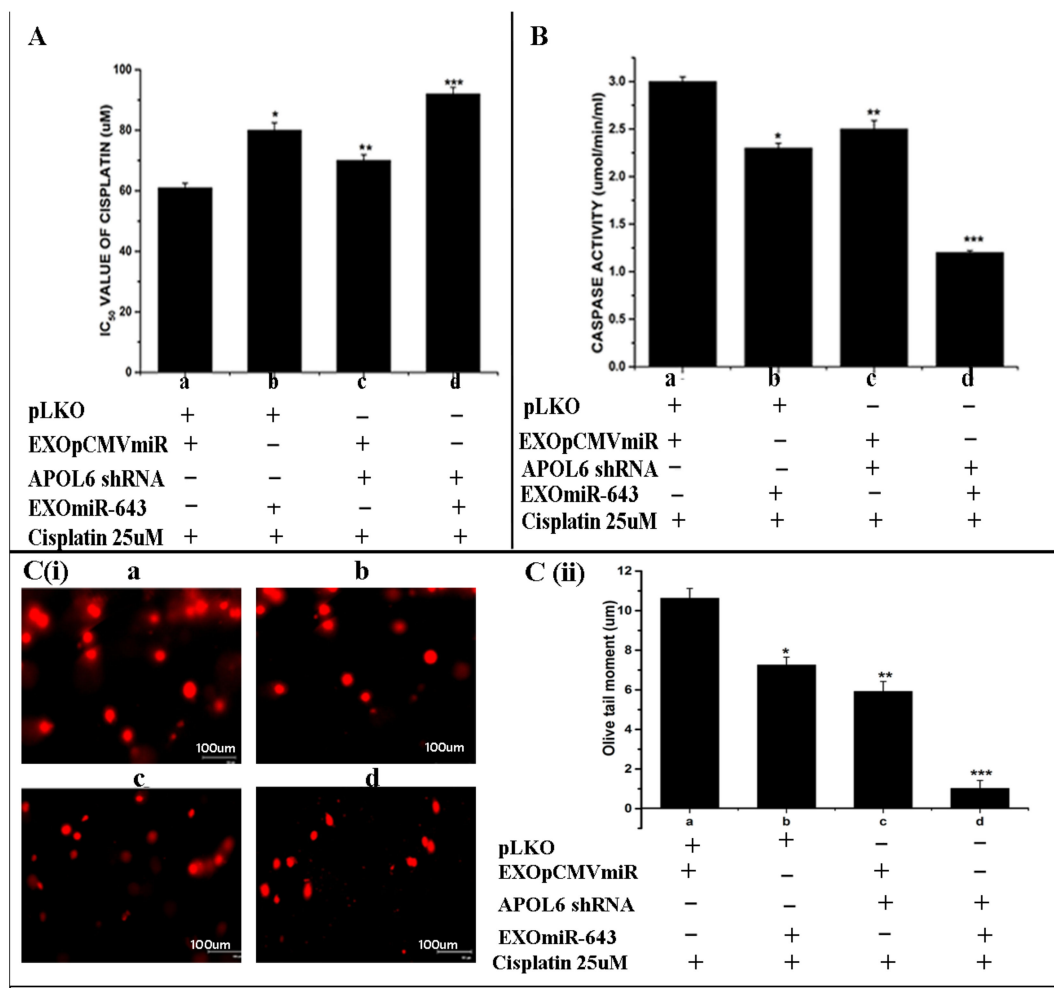 A
IC50 VALUE OF CISPLATIN (uM)
100
80
60
40
20
0
*
**
***
a b c d
pLKO + + – –
EXOpCMVmiR + – + –
APOL6 shRNA – – + +
EXOmiR-643 – + – +
Cisplatin 25uM + + + +
B
CASPASE ACTIVITY (umol/min/ml)
3.0
2.5
2.0
1.5
1.0
0.5
0.0
*
**
***
a b c d
pLKO + + – –
EXOpCMVmiR + – + –
APOL6 shRNA – – + +
EXOmiR-643 – + – +
Cisplatin 25uM + + + +
C(i)
a b
100um 100um
c d
100um 100um
C (ii)
Olive tail moment (um)
12
10
8
6
4
2
0
*
**
***
a b c d
pLKO + + – –
EXOpCMVmiR + – + –
APOL6 shRNA – – + +
EXOmiR-643 – + – +
Cisplatin 25uM + + + +